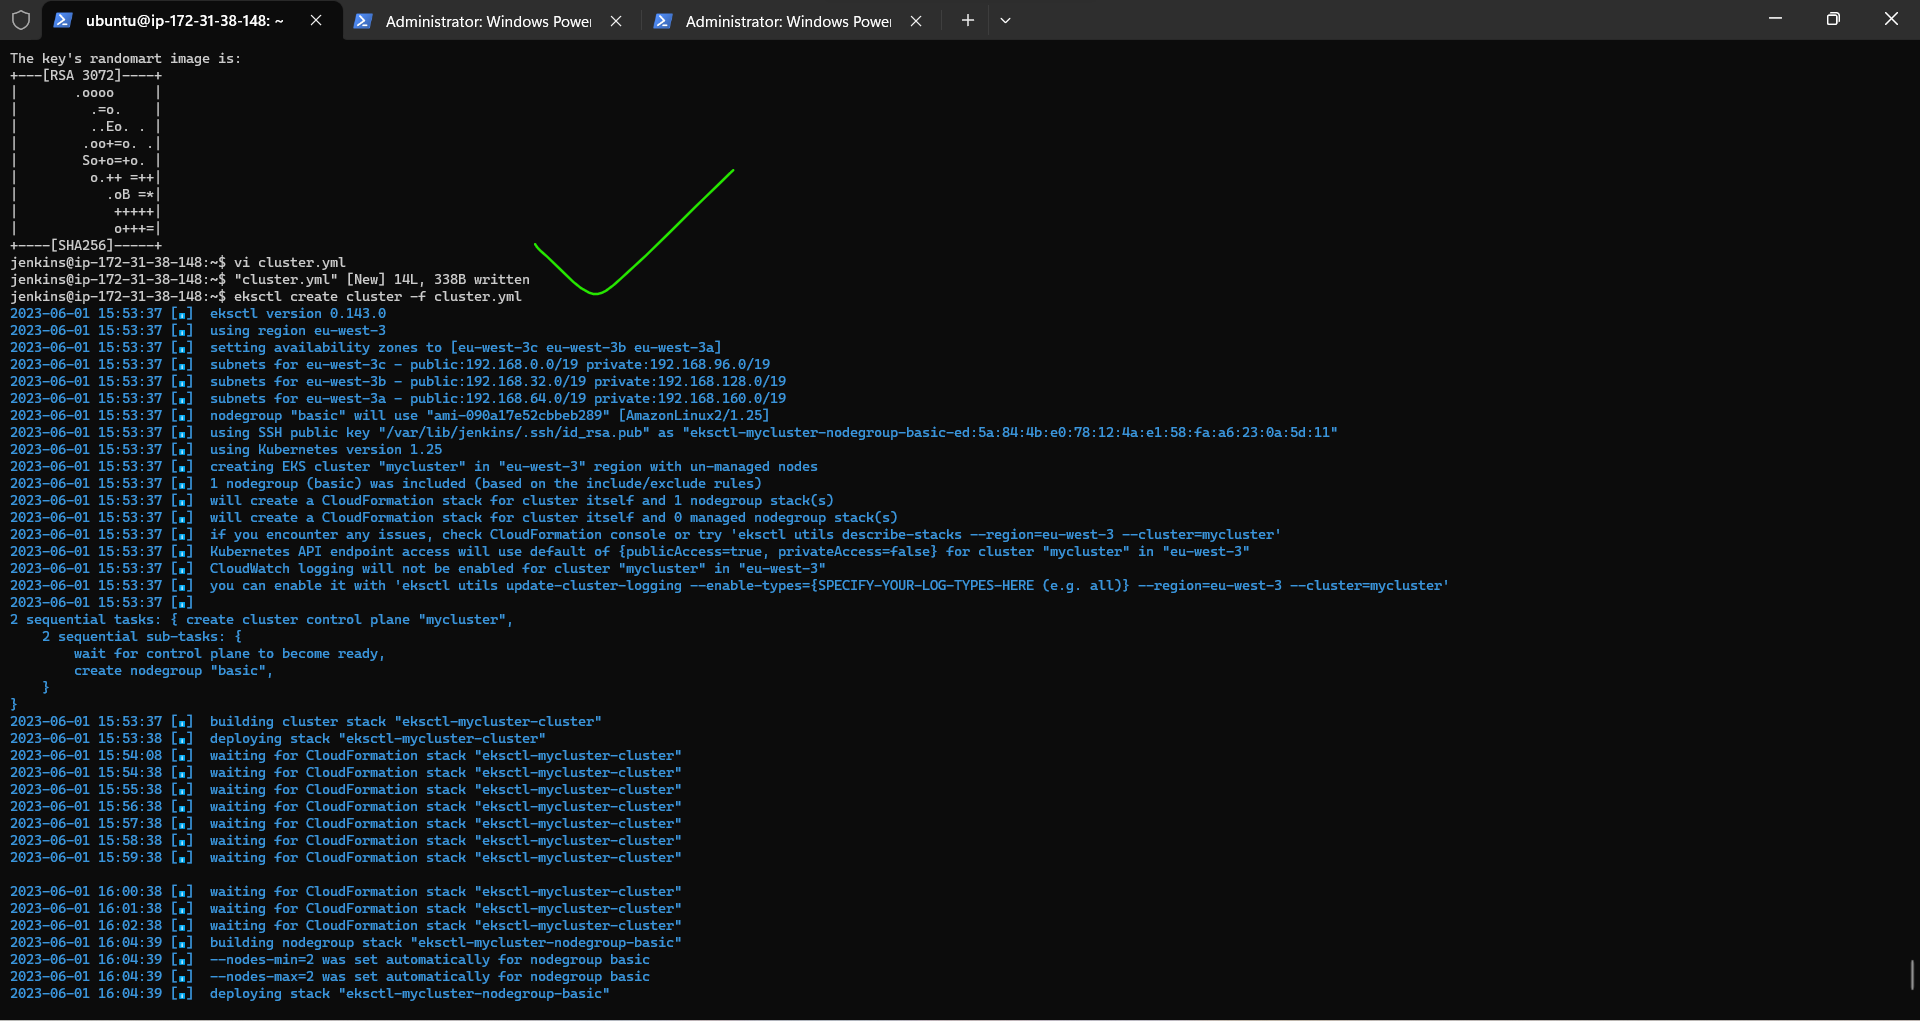 ubuntu@ip-172-31-38-148: ~
Administrator: Windows Power
Administrator: Windows Power
The key's randomart image is:
+---[RSA 3072]----+
|       .oooo     |
|         .=o.    |
|         ..Eo. . |
|        .oo+=o. .|
|        So+o=+o. |
|         o.++ =++|
|           .oB =*|
|            +++++|
|            o+++=|
+----[SHA256]-----+
jenkins@ip-172-31-38-148:~$ vi cluster.yml
jenkins@ip-172-31-38-148:~$ "cluster.yml" [New] 14L, 338B written
jenkins@ip-172-31-38-148:~$ eksctl create cluster -f cluster.yml
2023-06-01 15:53:37 [ℹ]  eksctl version 0.143.0
2023-06-01 15:53:37 [ℹ]  using region eu-west-3
2023-06-01 15:53:37 [ℹ]  setting availability zones to [eu-west-3c eu-west-3b eu-west-3a]
2023-06-01 15:53:37 [ℹ]  subnets for eu-west-3c - public:192.168.0.0/19 private:192.168.96.0/19
2023-06-01 15:53:37 [ℹ]  subnets for eu-west-3b - public:192.168.32.0/19 private:192.168.128.0/19
2023-06-01 15:53:37 [ℹ]  subnets for eu-west-3a - public:192.168.64.0/19 private:192.168.160.0/19
2023-06-01 15:53:37 [ℹ]  nodegroup "basic" will use "ami-090a17e52cbbeb289" [AmazonLinux2/1.25]
2023-06-01 15:53:37 [ℹ]  using SSH public key "/var/lib/jenkins/.ssh/id_rsa.pub" as "eksctl-mycluster-nodegroup-basic-ed:5a:84:4b:e0:78:12:4a:e1:58:fa:a6:23:0a:5d:11"
2023-06-01 15:53:37 [ℹ]  using Kubernetes version 1.25
2023-06-01 15:53:37 [ℹ]  creating EKS cluster "mycluster" in "eu-west-3" region with un-managed nodes
2023-06-01 15:53:37 [ℹ]  1 nodegroup (basic) was included (based on the include/exclude rules)
2023-06-01 15:53:37 [ℹ]  will create a CloudFormation stack for cluster itself and 1 nodegroup stack(s)
2023-06-01 15:53:37 [ℹ]  will create a CloudFormation stack for cluster itself and 0 managed nodegroup stack(s)
2023-06-01 15:53:37 [ℹ]  if you encounter any issues, check CloudFormation console or try 'eksctl utils describe-stacks --region=eu-west-3 --cluster=mycluster'
2023-06-01 15:53:37 [ℹ]  Kubernetes API endpoint access will use default of {publicAccess=true, privateAccess=false} for cluster "mycluster" in "eu-west-3"
2023-06-01 15:53:37 [ℹ]  CloudWatch logging will not be enabled for cluster "mycluster" in "eu-west-3"
2023-06-01 15:53:37 [ℹ]  you can enable it with 'eksctl utils update-cluster-logging --enable-types={SPECIFY-YOUR-LOG-TYPES-HERE (e.g. all)} --region=eu-west-3 --cluster=mycluster'
2023-06-01 15:53:37 [ℹ]
2 sequential tasks: { create cluster control plane "mycluster",
    2 sequential sub-tasks: {
        wait for control plane to become ready,
        create nodegroup "basic",
    }
}
2023-06-01 15:53:37 [ℹ]  building cluster stack "eksctl-mycluster-cluster"
2023-06-01 15:53:38 [ℹ]  deploying stack "eksctl-mycluster-cluster"
2023-06-01 15:54:08 [ℹ]  waiting for CloudFormation stack "eksctl-mycluster-cluster"
2023-06-01 15:54:38 [ℹ]  waiting for CloudFormation stack "eksctl-mycluster-cluster"
2023-06-01 15:55:38 [ℹ]  waiting for CloudFormation stack "eksctl-mycluster-cluster"
2023-06-01 15:56:38 [ℹ]  waiting for CloudFormation stack "eksctl-mycluster-cluster"
2023-06-01 15:57:38 [ℹ]  waiting for CloudFormation stack "eksctl-mycluster-cluster"
2023-06-01 15:58:38 [ℹ]  waiting for CloudFormation stack "eksctl-mycluster-cluster"
2023-06-01 15:59:38 [ℹ]  waiting for CloudFormation stack "eksctl-mycluster-cluster"
2023-06-01 16:00:38 [ℹ]  waiting for CloudFormation stack "eksctl-mycluster-cluster"
2023-06-01 16:01:38 [ℹ]  waiting for CloudFormation stack "eksctl-mycluster-cluster"
2023-06-01 16:02:38 [ℹ]  waiting for CloudFormation stack "eksctl-mycluster-cluster"
2023-06-01 16:04:39 [ℹ]  building nodegroup stack "eksctl-mycluster-nodegroup-basic"
2023-06-01 16:04:39 [ℹ]  --nodes-min=2 was set automatically for nodegroup basic
2023-06-01 16:04:39 [ℹ]  --nodes-max=2 was set automatically for nodegroup basic
2023-06-01 16:04:39 [ℹ]  deploying stack "eksctl-mycluster-nodegroup-basic"